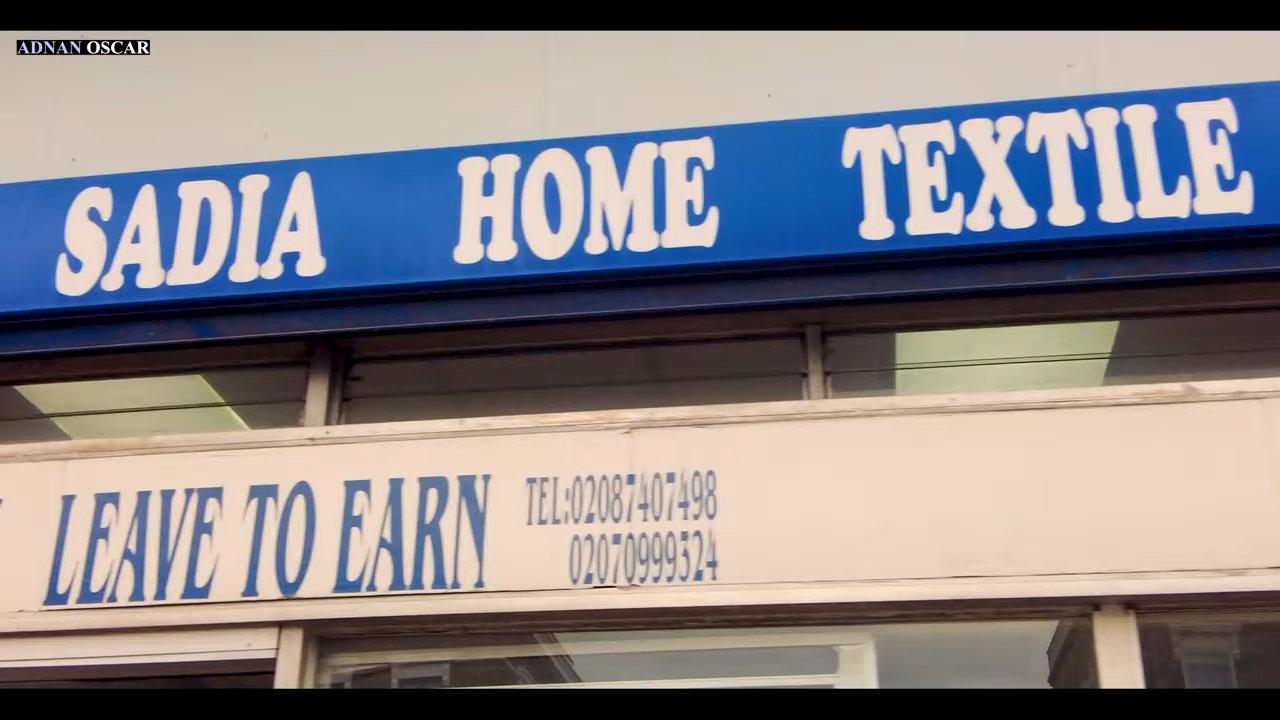 ADNAN OSCAR
SADIA HOME TEXTILE
LEAVE TO EARN
TEL:02087407498
02070999324